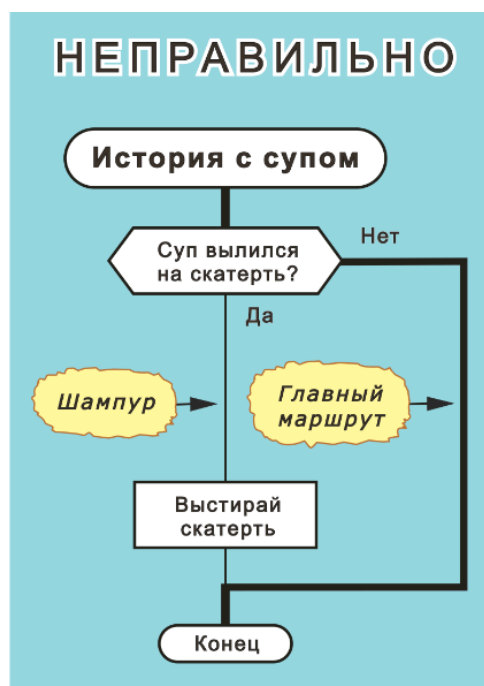 НЕПРАВИЛЬНО
История с супом
Суп вылился
на скатерть?
Нет
Да
Шампур
Главный
маршрут
Выстирай
скатерть
Конец